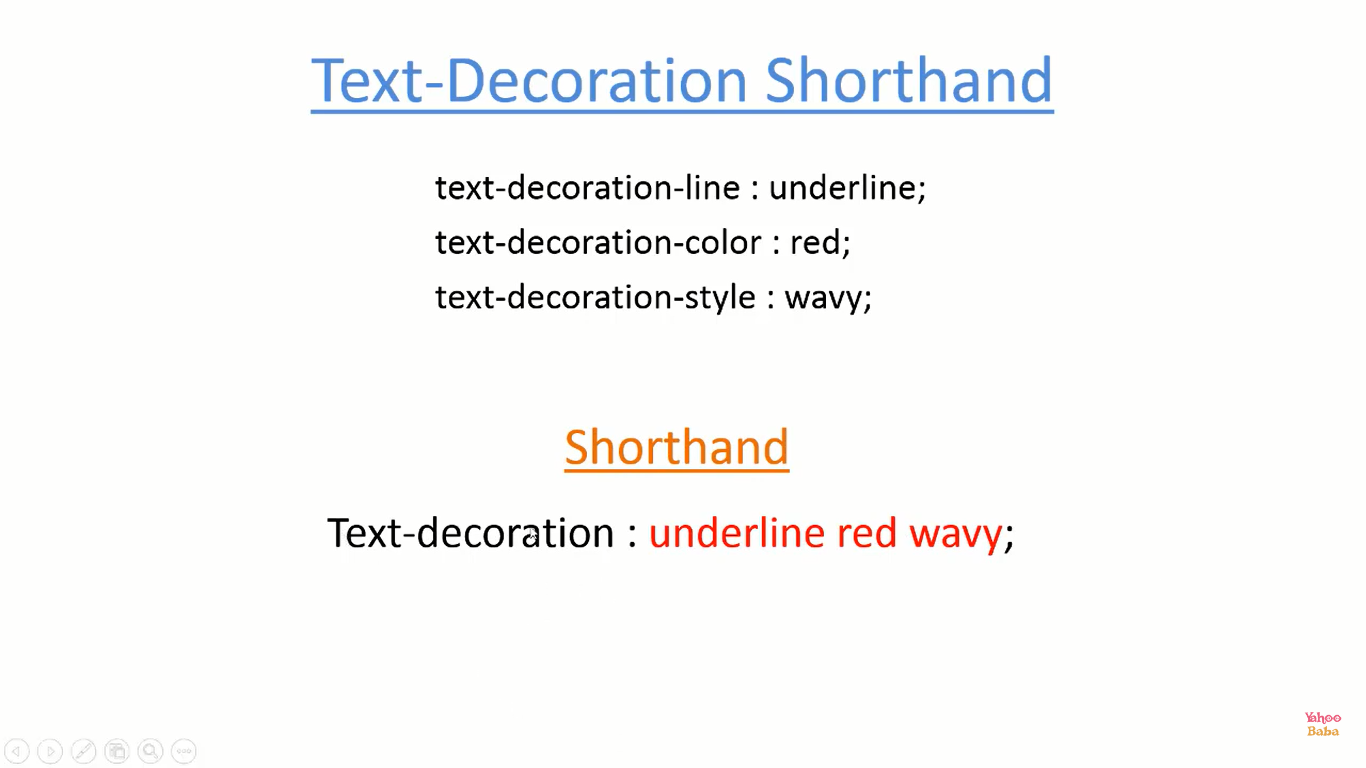 Text-Decoration Shorthand
text-decoration-line : underline;
text-decoration-color : red;
text-decoration-style : wavy;
Shorthand
Text-decoration : underline red wavy;
Yahoo
Baba